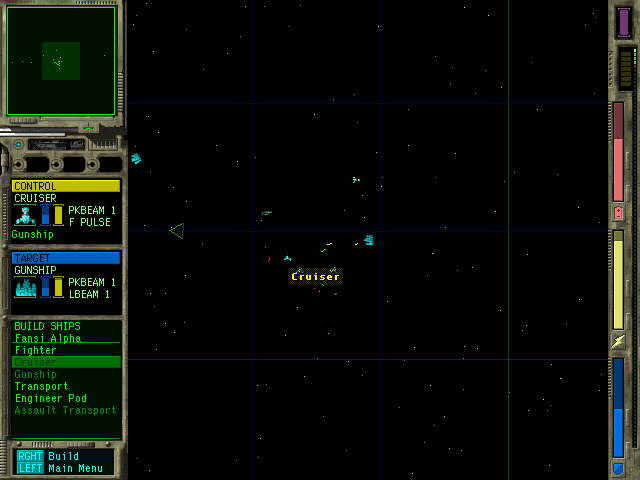 CONTROL
CRUISER
PKBEAM 1
F PULSE
Gunship
TARGET
GUNSHIP
PKBEAM 1
LBEAM 1
BUILD SHIPS
Fansi Alpha
Fighter
Cruiser
Gunship
Transport
Engineer Pod
Assault Transport
RGHT Build
LEFT Main Menu
Cruiser